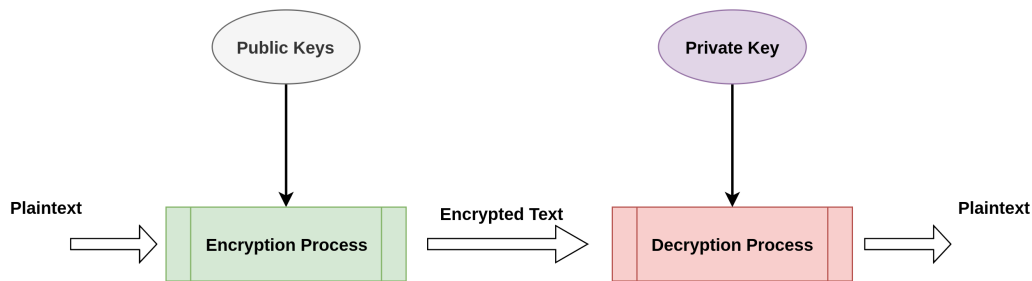 Public Keys
Private Key
Plaintext
Encryption Process
Encrypted Text
Decryption Process
Plaintext